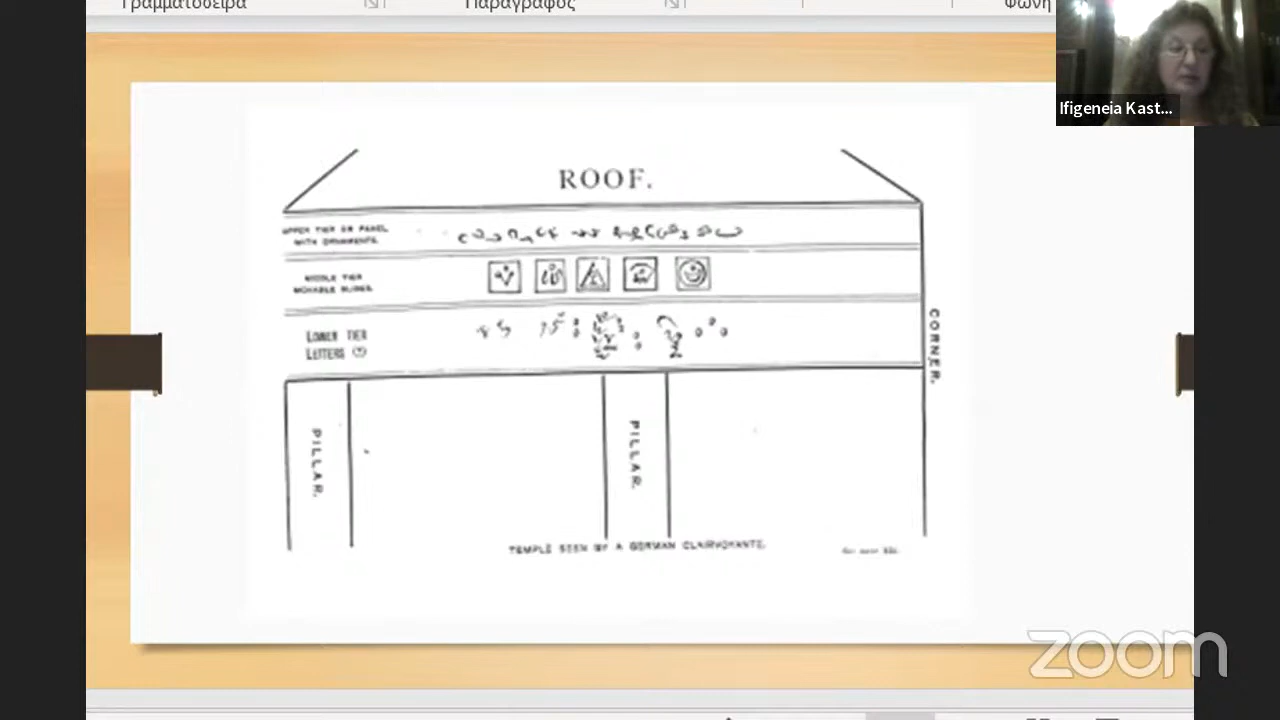 Γραμματοσειρά
Παράγραφος
Φωνή
Ifigeneia Kast...
ROOF.
UPPER TIER OR PANEL
WITH ORNAMENTS.
MIDDLE TIER
MOVABLE SLIDES.
LOWER TIER
LETTERS (?)
CORNER.
PILLAR.
PILLAR.
TEMPLE SEEN BY A GERMAN CLAIRVOYANTE.
zoom